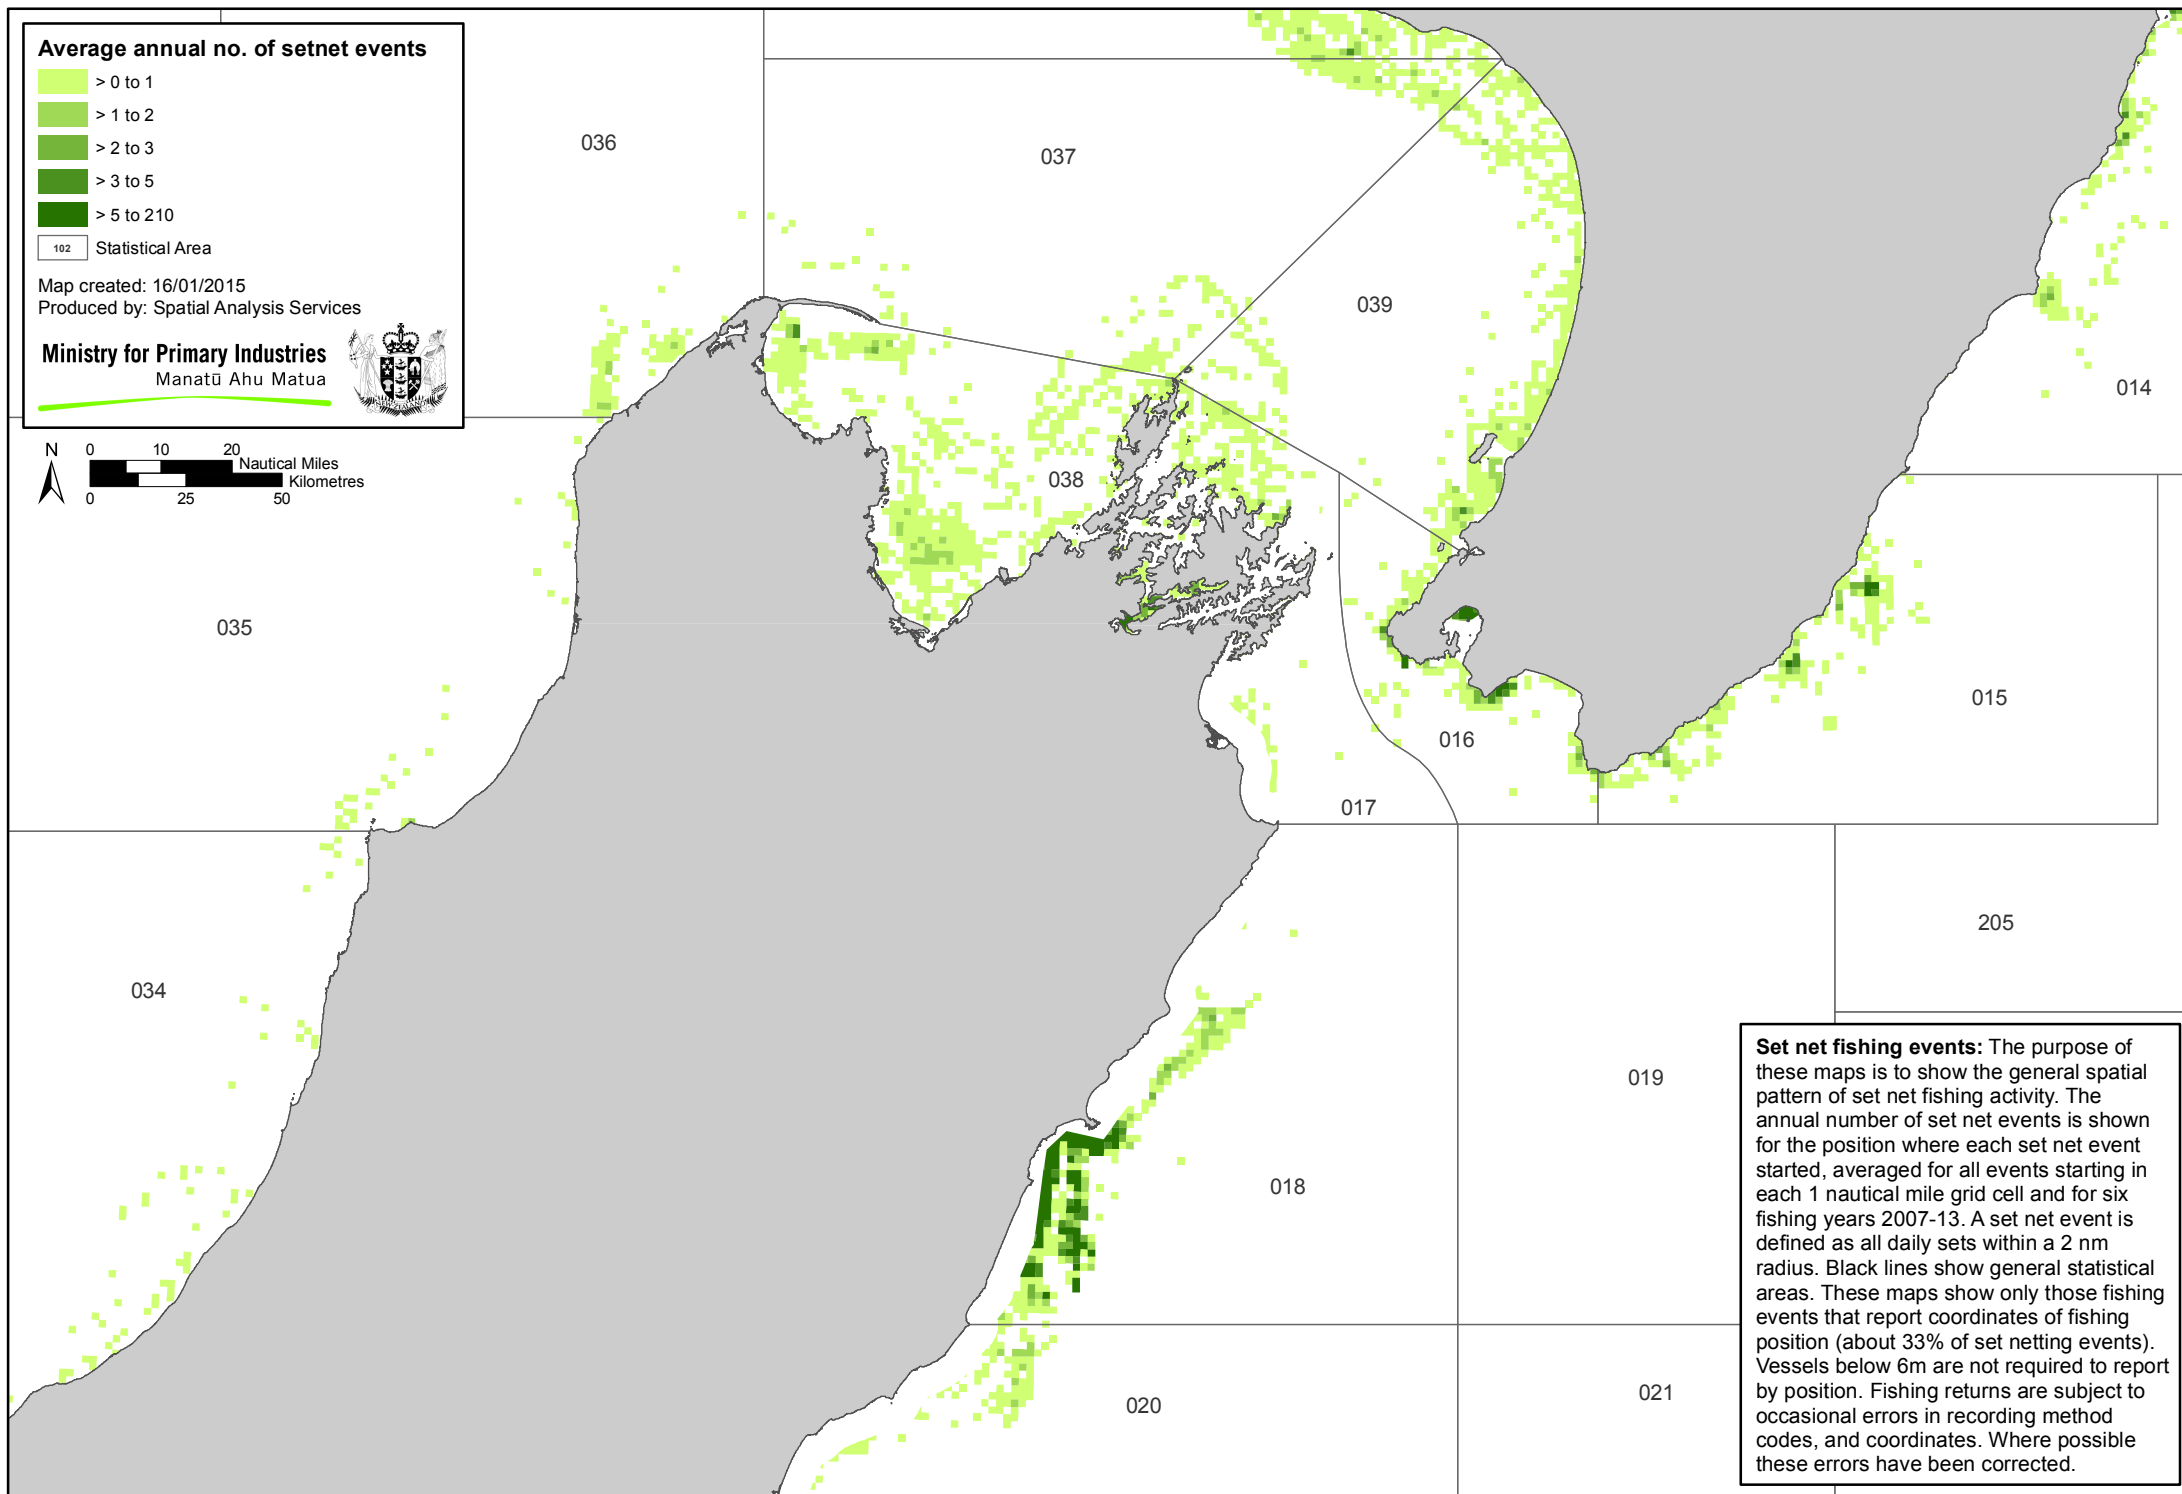 Average annual no. of setnet events
> 0 to 1
> 1 to 2
> 2 to 3
> 3 to 5
> 5 to 210
102 Statistical Area
Map created: 16/01/2015
Produced by: Spatial Analysis Services
Ministry for Primary Industries
Manatū Ahu Matua
N
0 10 20
Nautical Miles
Kilometres
0 25 50
036
037
039
014
038
035
015
016
017
205
034
019
018
020
021
Set net fishing events: The purpose of
these maps is to show the general spatial
pattern of set net fishing activity. The
annual number of set net events is shown
for the position where each set net event
started, averaged for all events starting in
each 1 nautical mile grid cell and for six
fishing years 2007-13. A set net event is
defined as all daily sets within a 2 nm
radius. Black lines show general statistical
areas. These maps show only those fishing
events that report coordinates of fishing
position (about 33% of set netting events).
Vessels below 6m are not required to report
by position. Fishing returns are subject to
occasional errors in recording method
codes, and coordinates. Where possible
these errors have been corrected.